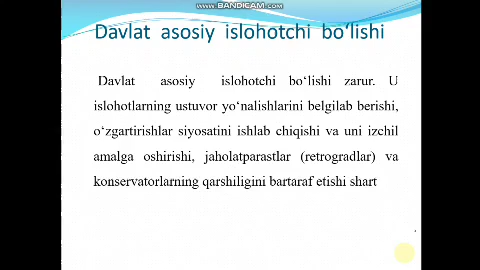 www.BANDICAM.com
Davlat asosiy islohotchi bo‘lishi
Davlat asosiy islohotchi bo‘lishi zarur. U
islohotlarning ustuvor yo‘nalishlarini belgilab berishi,
o‘zgartirishlar siyosatini ishlab chiqishi va uni izchil
amalga oshirishi, jaholatparastlar (retrogradlar) va
konservatorlarning qarshiligini bartaraf etishi shart